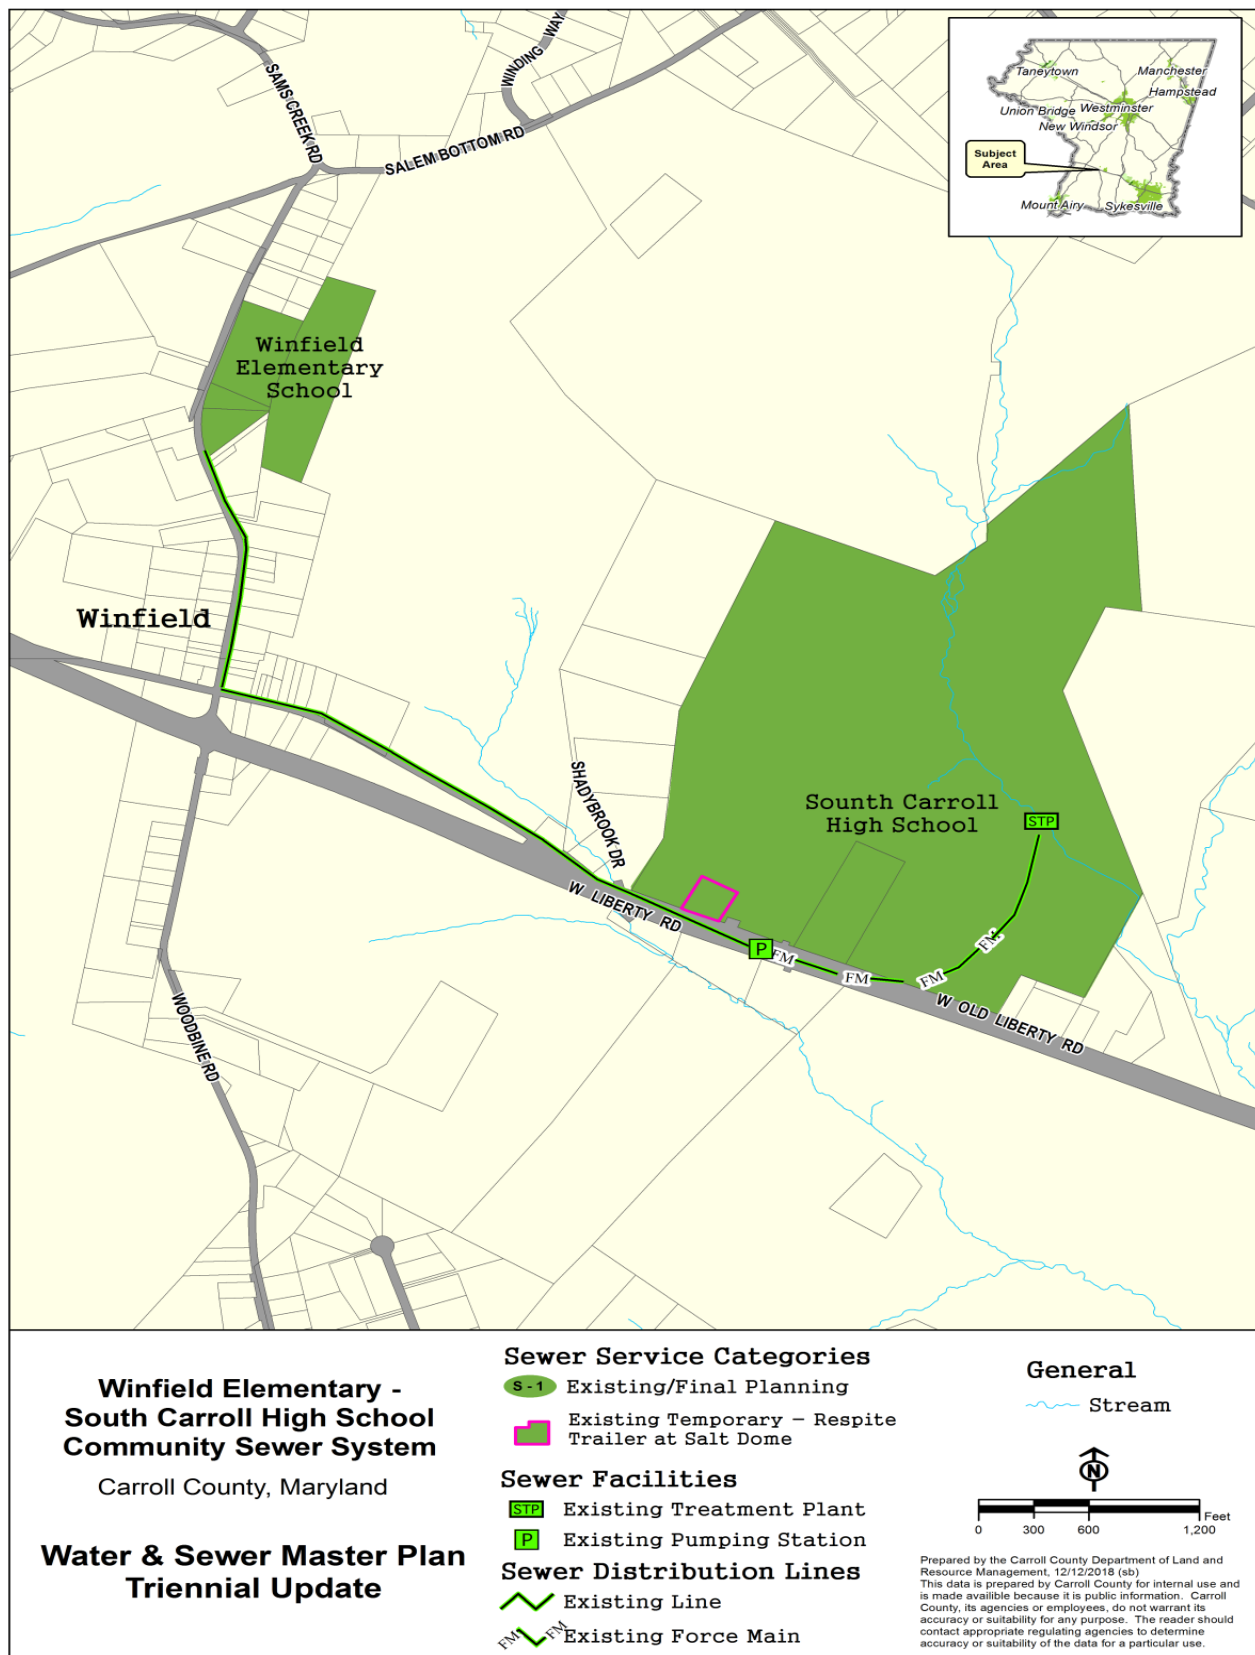 SAMS CREEK RD
WINDING WAY
SALEM BOTTOM RD
Taneytown
Manchester
Hampstead
Union Bridge
Westminster
New Windsor
Subject
Area
Mount Airy
Sykesville
Winfield
Elementary
School
Winfield
SHADYBROOK DR
Sounth Carroll
High School
STP
W LIBERTY RD
P
FM
FM
FM
FM
W OLD LIBERTY RD
WOODBINE RD
Winfield Elementary -
South Carroll High School
Community Sewer System
Carroll County, Maryland
Water & Sewer Master Plan
Triennial Update
Sewer Service Categories
S - 1 Existing/Final Planning
Existing Temporary – Respite
Trailer at Salt Dome
Sewer Facilities
STP Existing Treatment Plant
P Existing Pumping Station
Sewer Distribution Lines
Existing Line
FM FM Existing Force Main
General
Stream
N
Feet
0 300 600 1,200
Prepared by the Carroll County Department of Land and
Resource Management, 12/12/2018 (sb)
This data is prepared by Carroll County for internal use and
is made availible because it is public information. Carroll
County, its agencies or employees, do not warrant its
accuracy or suitability for any purpose. The reader should
contact appropriate regulating agencies to determine
accuracy or suitability of the data for a particular use.